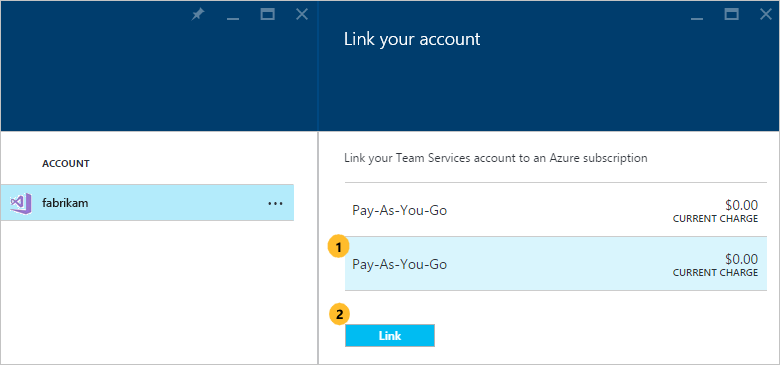 Link your account
ACCOUNT
fabrikam
...
Link your Team Services account to an Azure subscription
Pay-As-You-Go
$0.00
CURRENT CHARGE
1
Pay-As-You-Go
$0.00
CURRENT CHARGE
2
Link